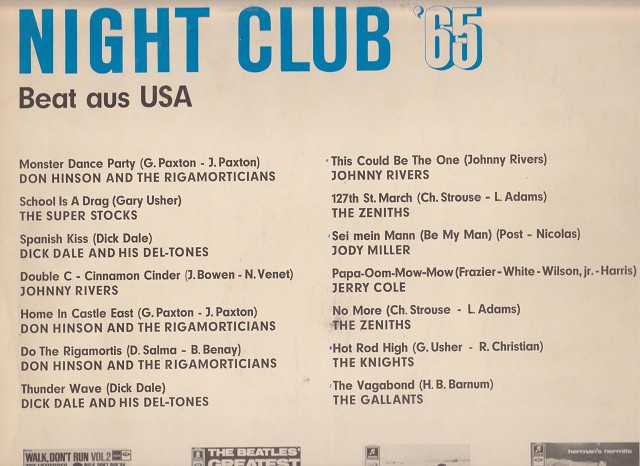 NIGHT CLUB '65
Beat aus USA
Monster Dance Party (G. Paxton - J. Paxton)
DON HINSON AND THE RIGAMORTICIANS
School Is A Drag (Gary Usher)
THE SUPER STOCKS
Spanish Kiss (Dick Dale)
DICK DALE AND HIS DEL-TONES
Double C - Cinnamon Cinder (J. Bowen - N. Venet)
JOHNNY RIVERS
Home In Castle East (G. Paxton - J. Paxton)
DON HINSON AND THE RIGAMORTICIANS
Do The Rigamortis (D. Salma - B. Benay)
DON HINSON AND THE RIGAMORTICIANS
Thunder Wave (Dick Dale)
DICK DALE AND HIS DEL-TONES
This Could Be The One (Johnny Rivers)
JOHNNY RIVERS
127th St. March (Ch. Strouse - L. Adams)
THE ZENITHS
Sei mein Mann (Be My Man) (Post - Nicolas)
JODY MILLER
Papa-Oom-Mow-Mow (Frazier - White - Wilson, jr. - Harris)
JERRY COLE
No More (Ch. Strouse - L. Adams)
THE ZENITHS
Hot Rod High (G. Usher - R. Christian)
THE KNIGHTS
The Vagabond (H. B. Barnum)
THE GALLANTS
WALK, DON'T RUN VOL. 2
THE BEATLES'
GREATEST
herman's hermits